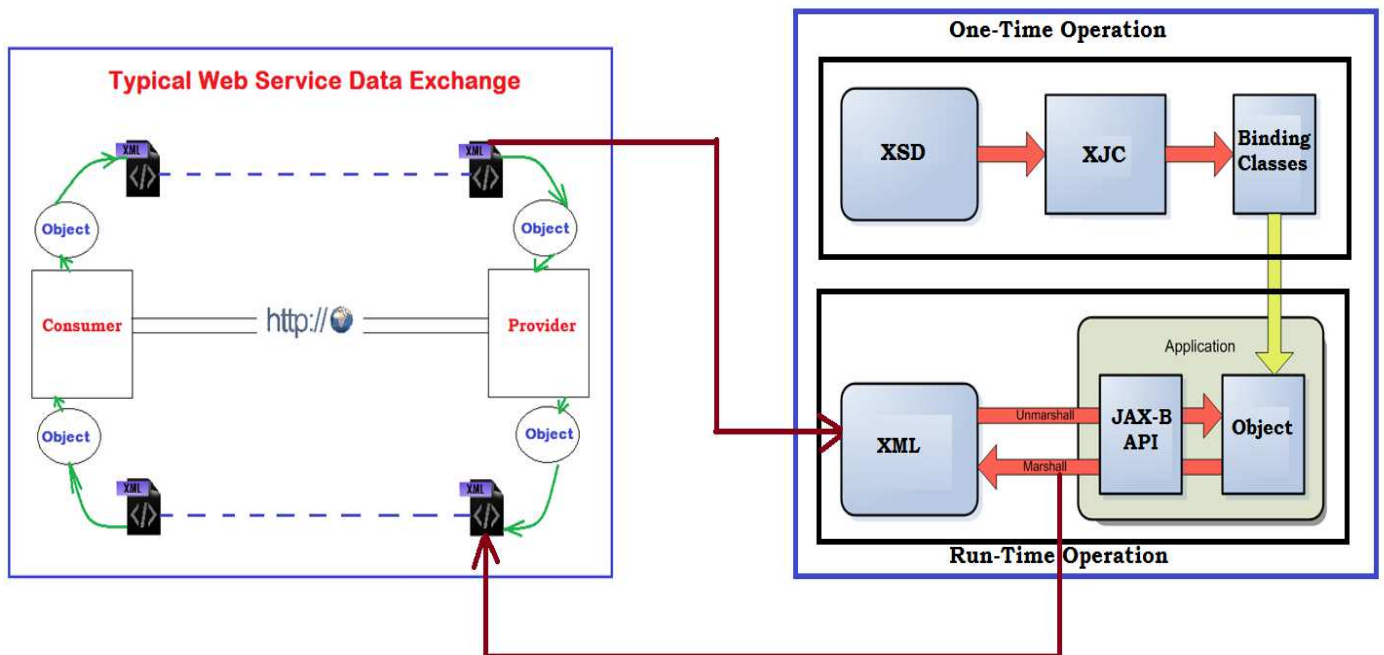 Typical Web Service Data Exchange
XML
XML
Object
Object
Consumer
http://
Provider
Object
Object
XML
XML
One-Time Operation
XSD
XJC
Binding
Classes
Application
XML
Unmarshall
Marshall
JAX-B
API
Object
Run-Time Operation